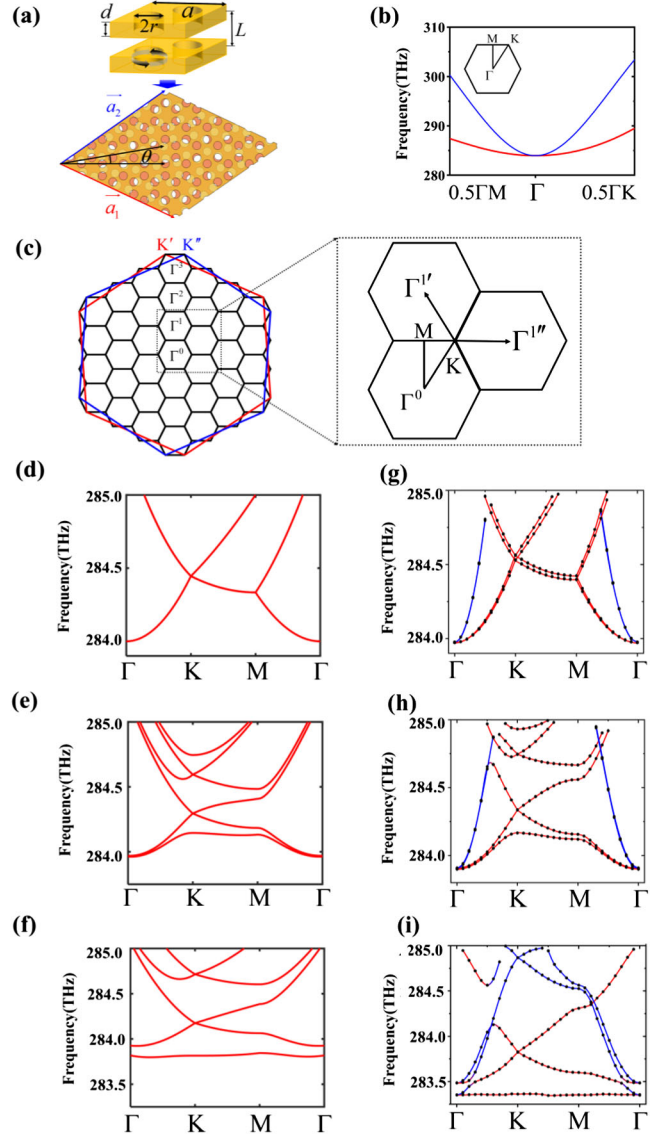 (a)
d
2r
a
L
a₂
θ
a₁
(b)
Frequency(THz)
310
300
290
280
M K
Γ
0.5ΓM Γ 0.5ΓK
(c)
K′ K″
Γ³
Γ²
Γ¹
Γ⁰
Γ¹′
M
Γ¹″
K
Γ⁰
(d)
Frequency(THz)
285.0
284.5
284.0
Γ K M Γ
(g)
Frequency(THz)
285.0
284.5
284.0
Γ K M Γ
(e)
Frequency(THz)
285.0
284.5
284.0
Γ K M Γ
(h)
Frequency(THz)
285.0
284.5
284.0
Γ K M Γ
(f)
Frequency(THz)
285.0
284.5
284.0
283.5
Γ K M Γ
(i)
Frequency(THz)
285.0
284.5
284.0
283.5
Γ K M Γ